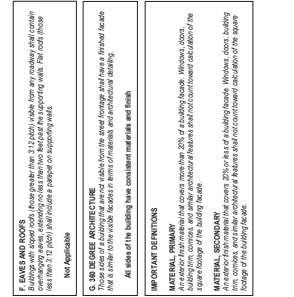 F. EAVES AND ROOFS
Buildings with sloped roofs (those greater than 3:12 pitch) visible from any roadway shall contain
overhanging eaves, extending no less than two feet past the supporting walls. Flat roofs (those
less than 3:12 pitch) shall include a parapet on supporting walls.
Not Applicable
G. 360 DEGREE ARCHITECTURE
Those sides of a building that are not visible from the street frontage shall have a finished facade
that is similar to the visible facades in terms of materials and architectural detailing.
All sides of the building have consistent materials and finish
IMPORTANT DEFINITIONS
MATERIAL, PRIMARY
An exterior finish material that covers more than 20% of a building facade. Windows, doors,
building trim, cornices, and similar architectural features shall not count toward calculation of the
square footage of the building facade.
MATERIAL, SECONDARY
An exterior finish material that covers 20% or less of a building facade. Windows, doors, building
trim, cornices, and similar architectural features shall not count toward calculation of the square
footage of the building facade.